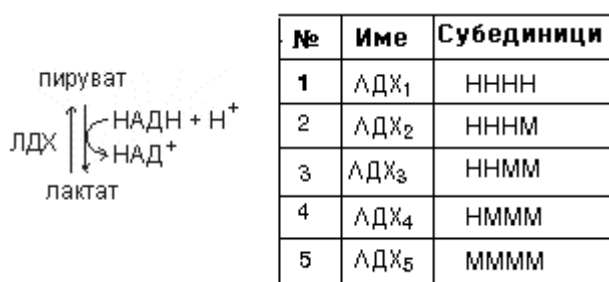 пируват
ЛДХ
НАДН + Н⁺
НАД⁺
лактат
№ Име Субединици
1 ЛДХ₁ НННН
2 ЛДХ₂ НННМ
3 ЛДХ₃ ННММ
4 ЛДХ₄ НМММ
5 ЛДХ₅ ММММ